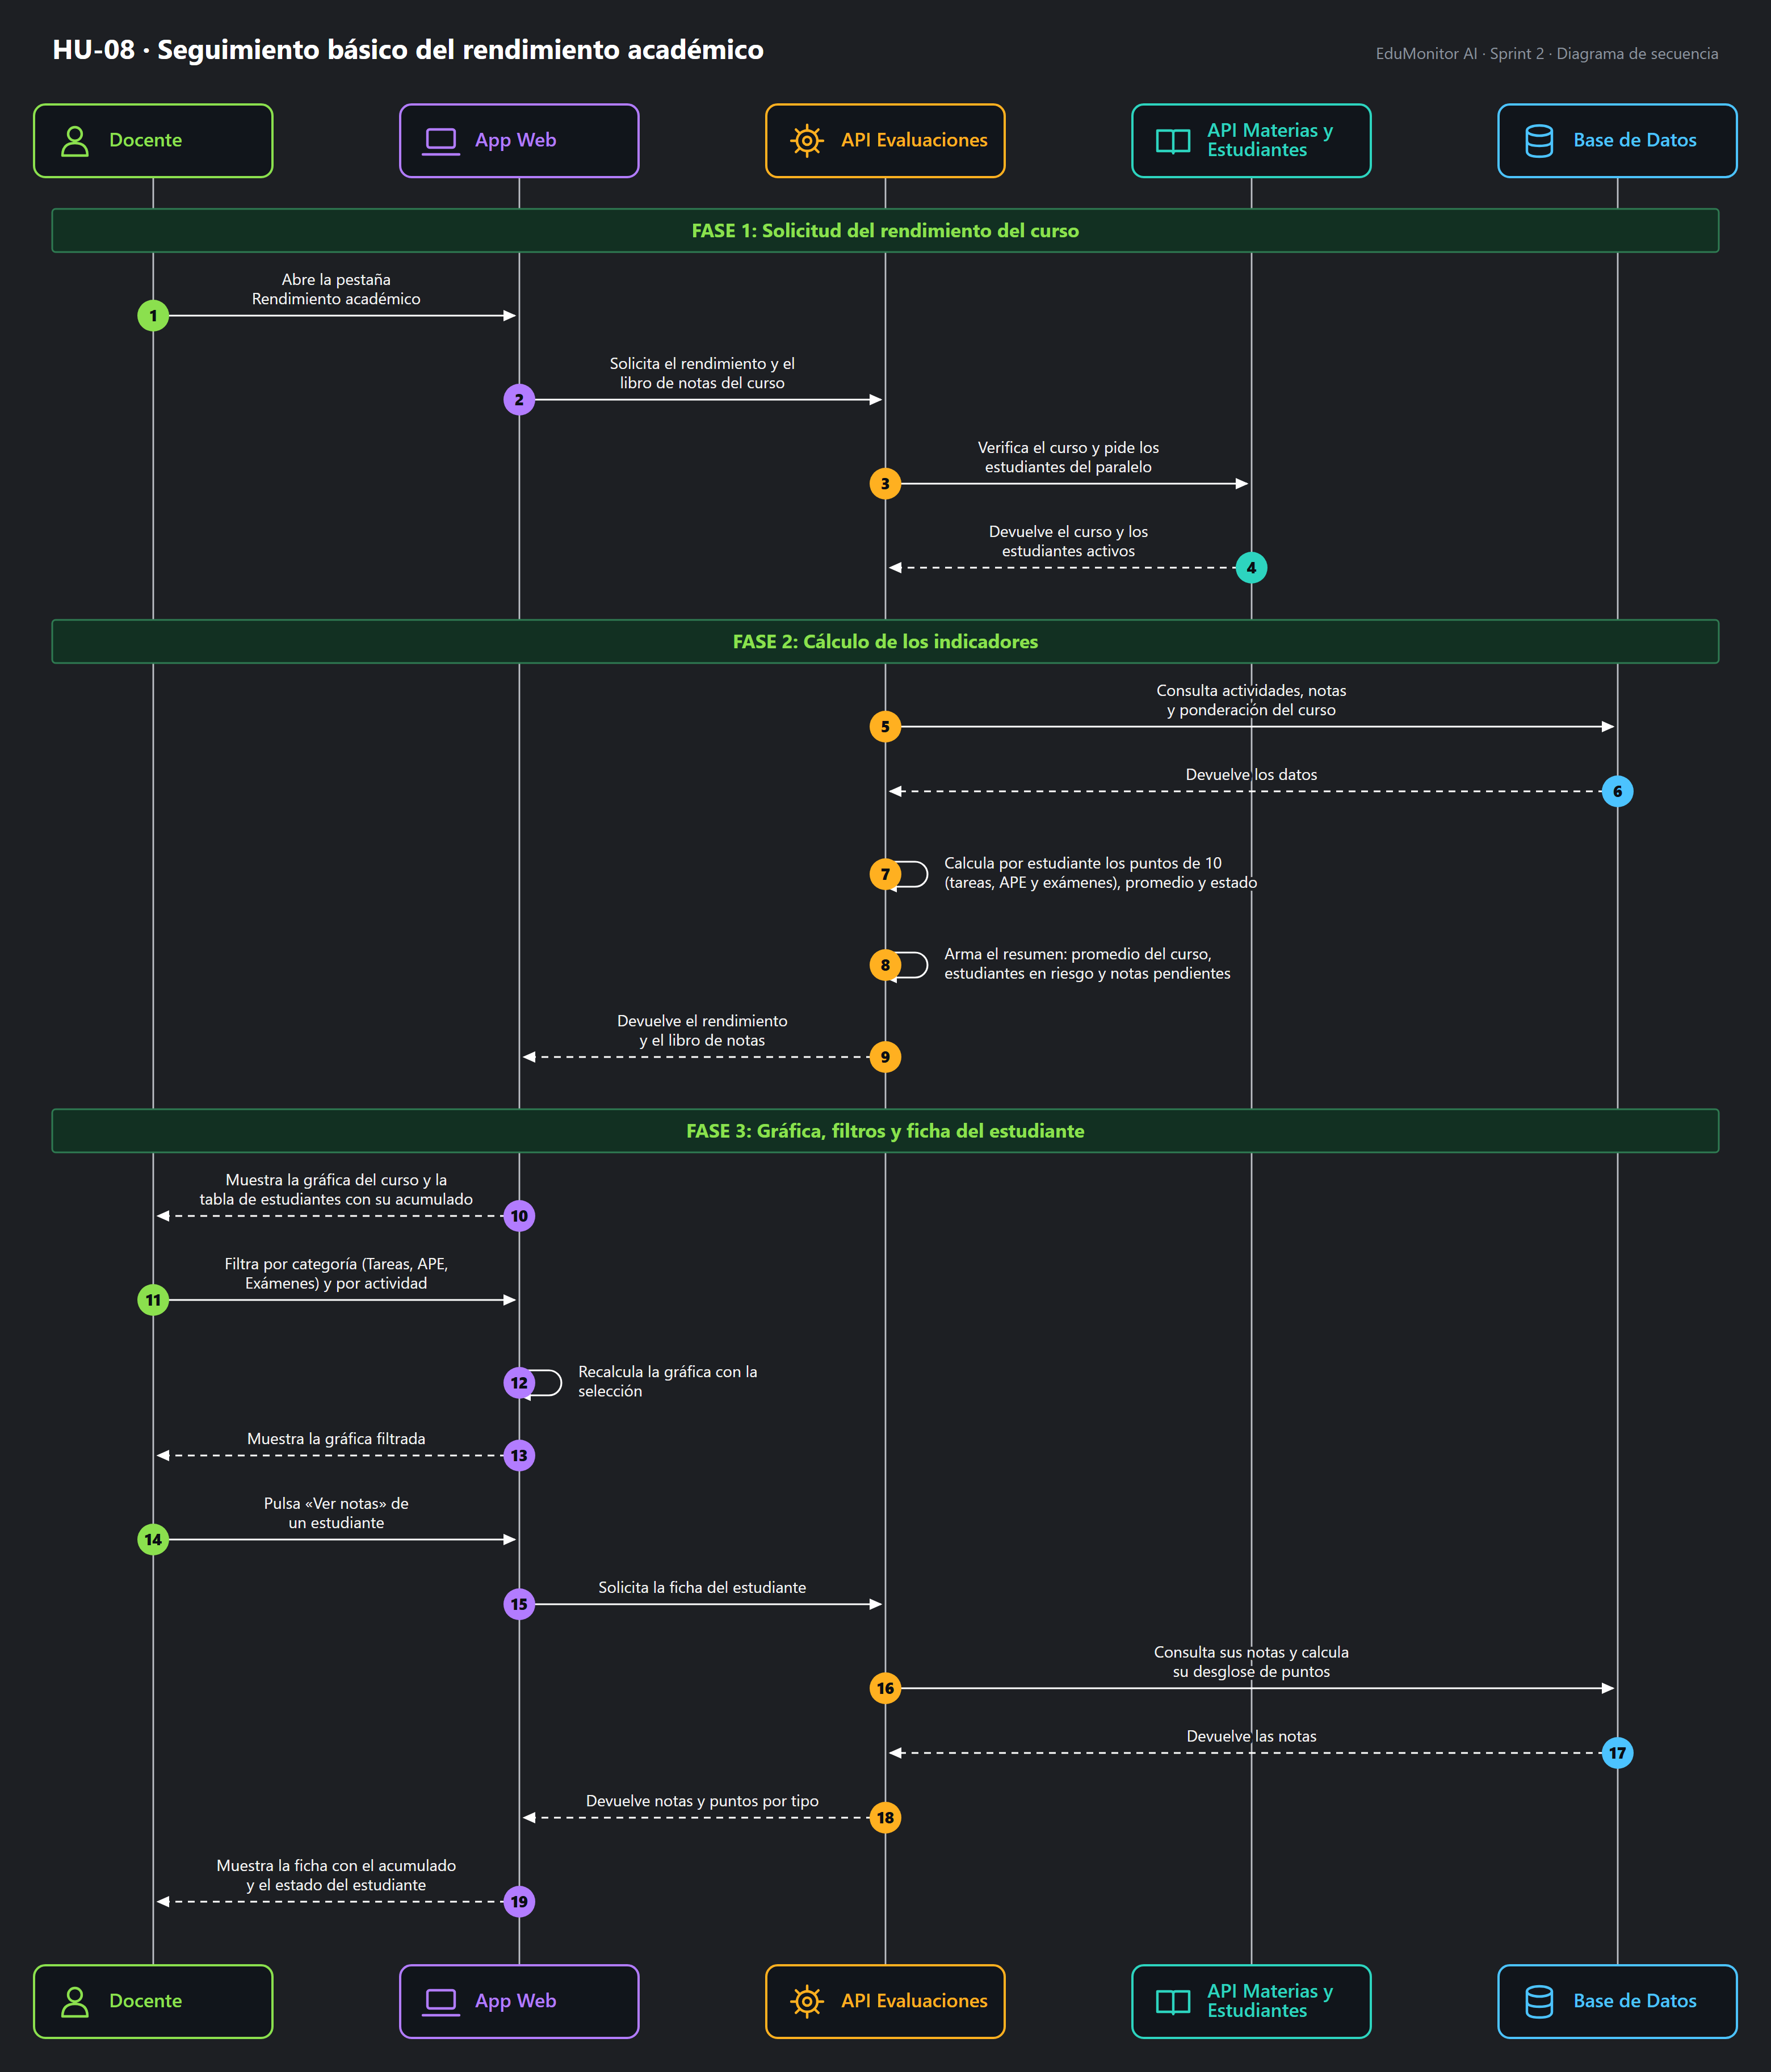 HU-08 · Seguimiento básico del rendimiento académico
EduMonitor AI · Sprint 2 · Diagrama de secuencia
Docente
App Web
API Evaluaciones
API Materias y
Estudiantes
Base de Datos
FASE 1: Solicitud del rendimiento del curso
Abre la pestaña
Rendimiento académico
1
Solicita el rendimiento y el
libro de notas del curso
2
Verifica el curso y pide los
estudiantes del paralelo
3
Devuelve el curso y los
estudiantes activos
4
FASE 2: Cálculo de los indicadores
Consulta actividades, notas
y ponderación del curso
5
Devuelve los datos
6
Calcula por estudiante los puntos de 10
(tareas, APE y exámenes), promedio y estado
7
Arma el resumen: promedio del curso,
estudiantes en riesgo y notas pendientes
8
Devuelve el rendimiento
y el libro de notas
9
FASE 3: Gráfica, filtros y ficha del estudiante
Muestra la gráfica del curso y la
tabla de estudiantes con su acumulado
10
Filtra por categoría (Tareas, APE,
Exámenes) y por actividad
11
Recalcula la gráfica con la
selección
12
Muestra la gráfica filtrada
13
Pulsa «Ver notas» de
un estudiante
14
Solicita la ficha del estudiante
15
Consulta sus notas y calcula
su desglose de puntos
16
Devuelve las notas
17
Devuelve notas y puntos por tipo
18
Muestra la ficha con el acumulado
y el estado del estudiante
19
Docente
App Web
API Evaluaciones
API Materias y
Estudiantes
Base de Datos